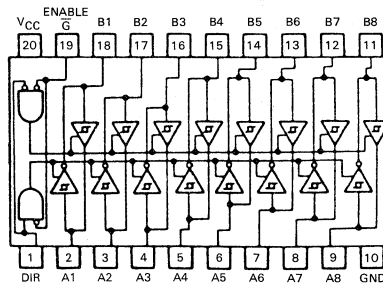 ENABLE
VCC G̅ B1 B2 B3 B4 B5 B6 B7 B8
20 19 18 17 16 15 14 13 12 11
1 2 3 4 5 6 7 8 9 10
DIR A1 A2 A3 A4 A5 A6 A7 A8 GND